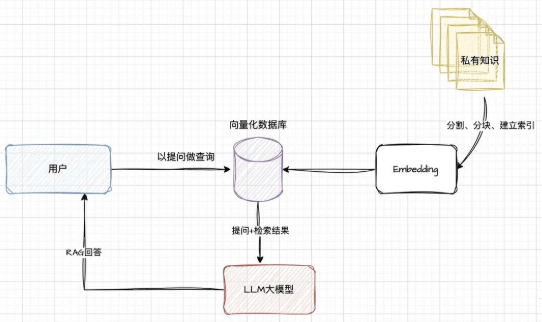 私有知识
分割、分块、建立索引
向量化数据库
以提问做查询
用户
Embedding
提问+检索结果
RAG回答
LLM大模型